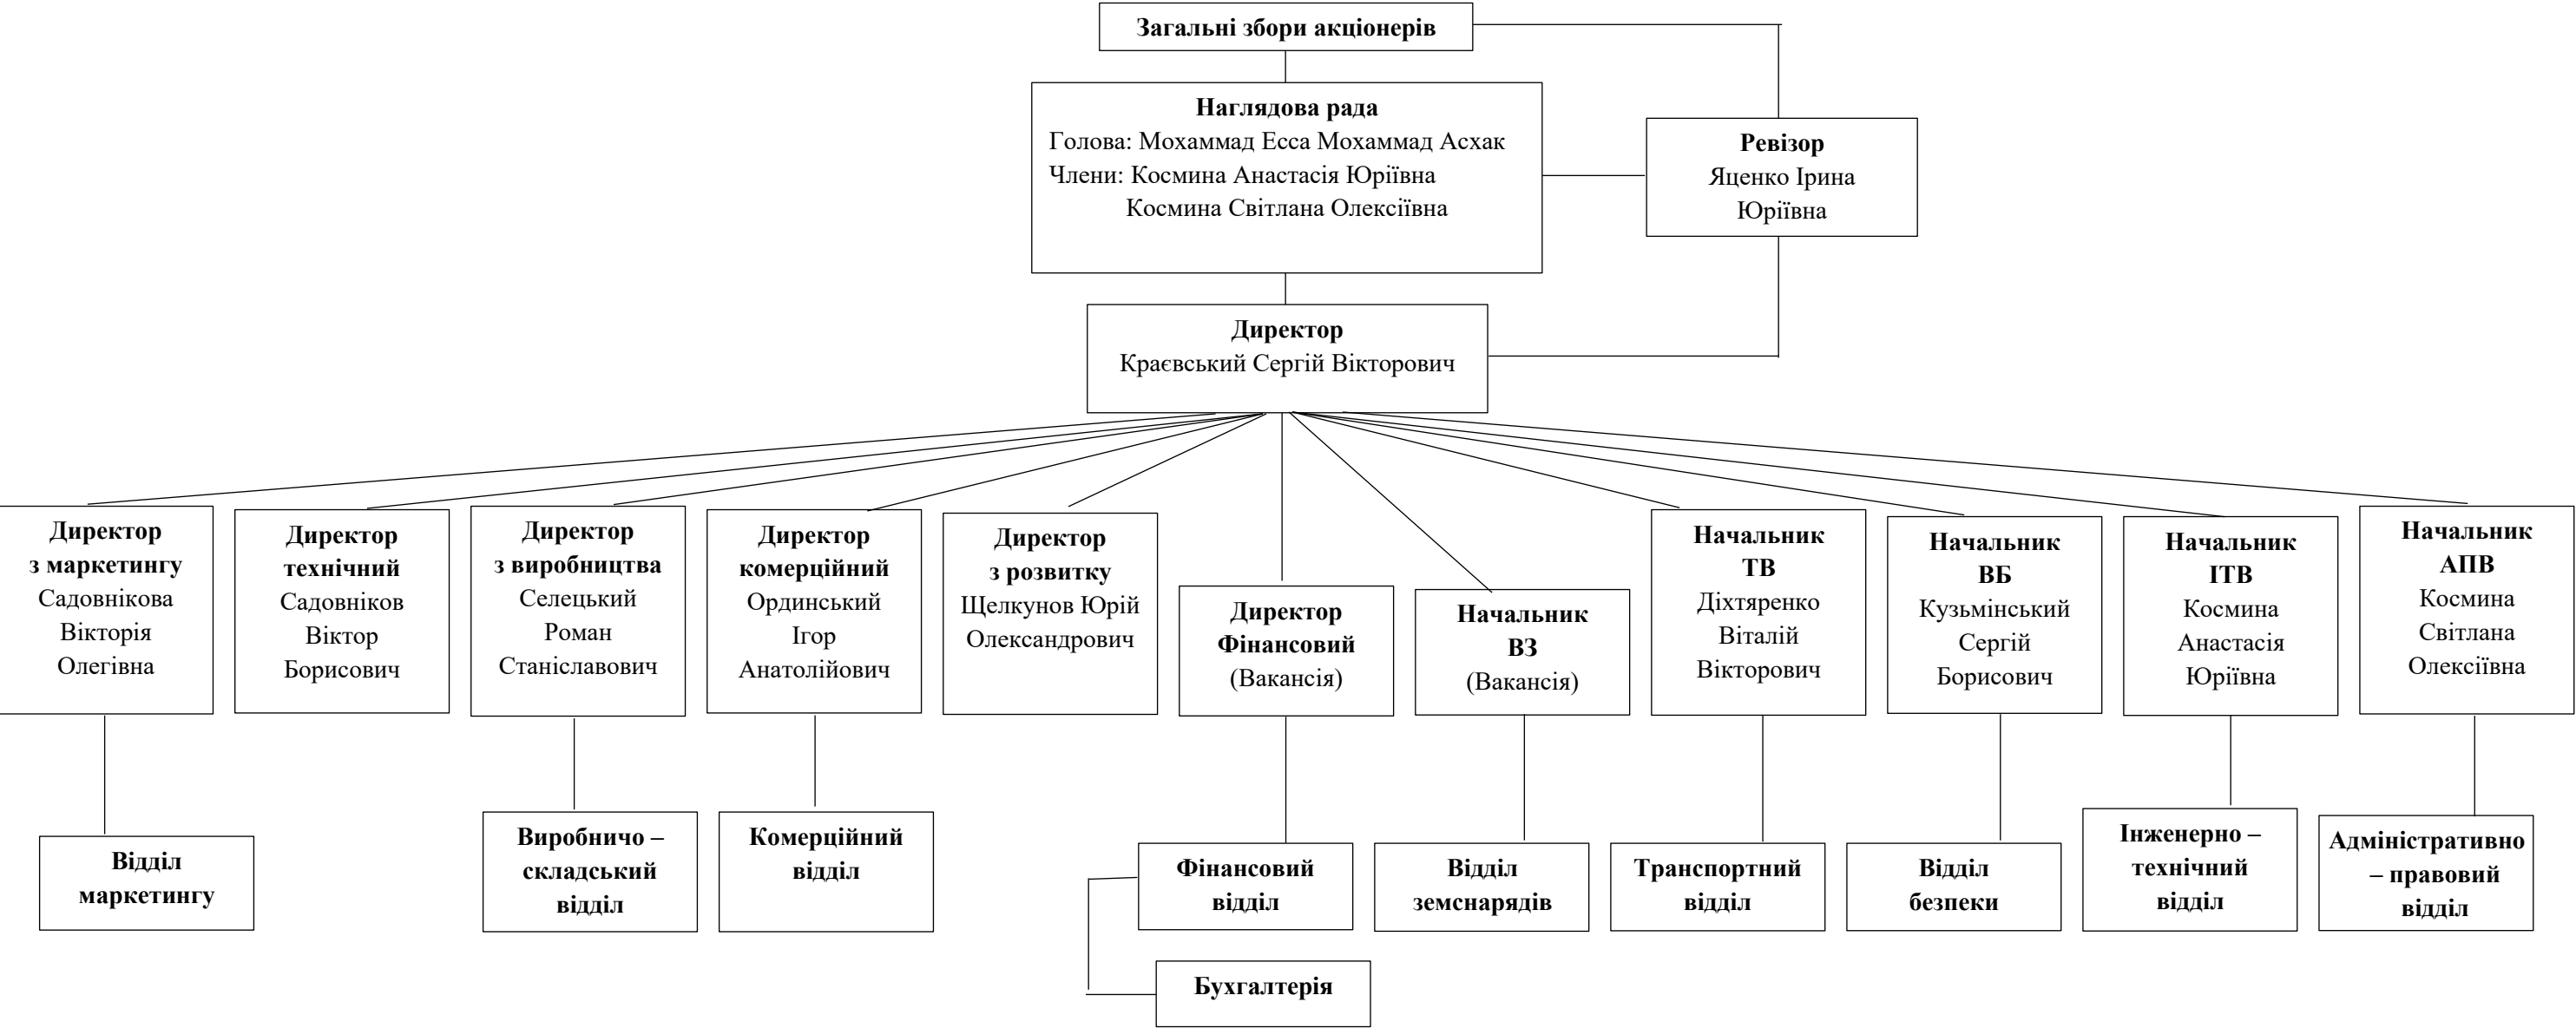 Загальні збори акціонерів
Наглядова рада
Голова: Мохаммад Есса Мохаммад Асхак
Члени: Космина Анастасія Юріївна
Космина Світлана Олексіївна
Ревізор
Яценко Ірина
Юріївна
Директор
Краєвський Сергій Вікторович
Директор
з маркетингу
Садовнікова
Вікторія
Олегівна
Директор
технічний
Садовніков
Віктор
Борисович
Директор
з виробництва
Селецький
Роман
Станіславович
Директор
комерційний
Ординський
Ігор
Анатолійович
Директор
з розвитку
Щелкунов Юрій
Олександрович
Директор
Фінансовий
(Вакансія)
Начальник
ВЗ
(Вакансія)
Начальник
ТВ
Діхтяренко
Віталій
Вікторович
Начальник
ВБ
Кузьмінський
Сергій
Борисович
Начальник
ІТВ
Космина
Анастасія
Юріївна
Начальник
АПВ
Космина
Світлана
Олексіївна
Відділ
маркетингу
Виробничо –
складський
відділ
Комерційний
відділ
Фінансовий
відділ
Відділ
земснарядів
Транспортний
відділ
Відділ
безпеки
Інженерно –
технічний
відділ
Адміністративно
– правовий
відділ
Бухгалтерія